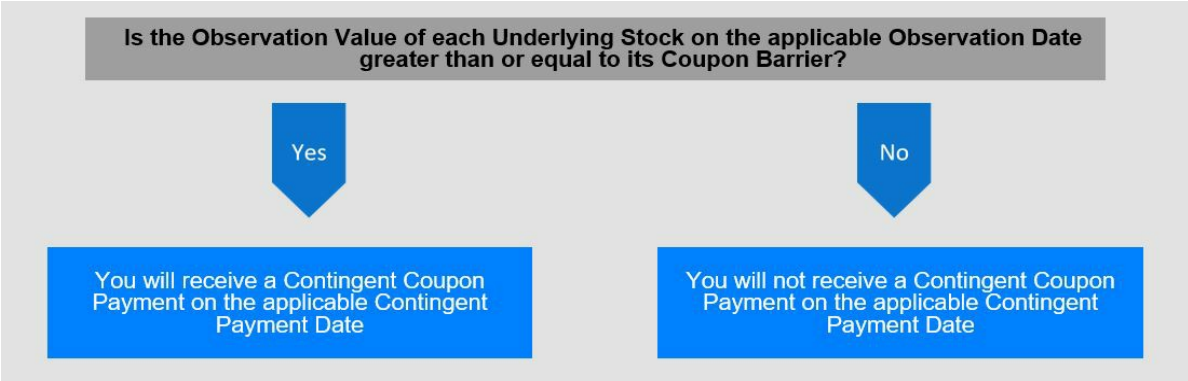 Is the Observation Value of each Underlying Stock on the applicable Observation Date
greater than or equal to its Coupon Barrier?
Yes
No
You will receive a Contingent Coupon
Payment on the applicable Contingent
Payment Date
You will not receive a Contingent Coupon
Payment on the applicable Contingent
Payment Date